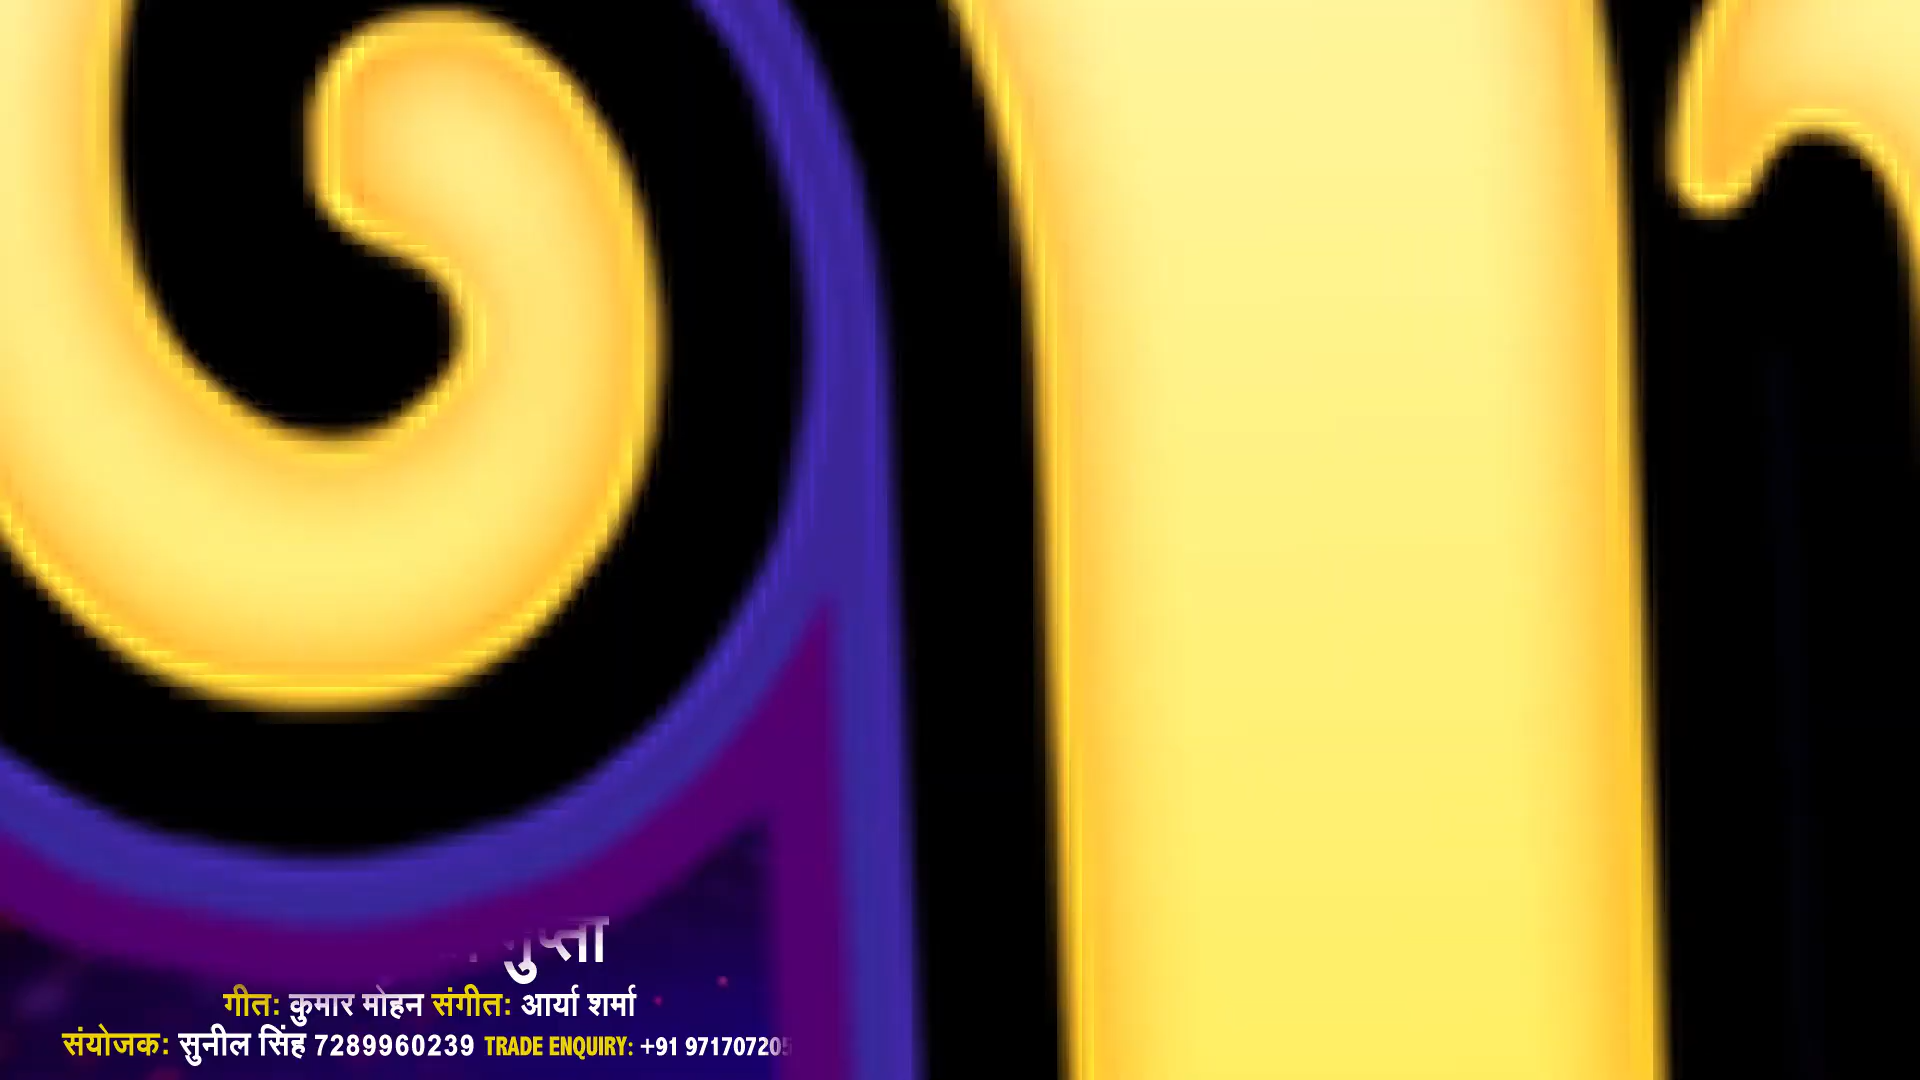 गुप्ता
गीत: कुमार मोहन संगीत: आर्या शर्मा
संयोजक: सुनील सिंह 7289960239 TRADE ENQUIRY: +91 971707205